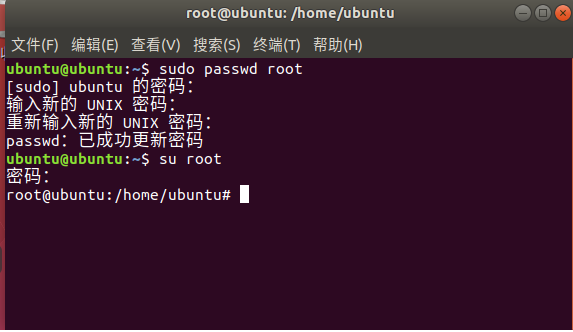 root@ubuntu: /home/ubuntu
文件(F) 编辑(E) 查看(V) 搜索(S) 终端(T) 帮助(H)
ubuntu@ubuntu:~$ sudo passwd root
[sudo] ubuntu 的密码：
输入新的 UNIX 密码：
重新输入新的 UNIX 密码：
passwd：已成功更新密码
ubuntu@ubuntu:~$ su root
密码：
root@ubuntu:/home/ubuntu#